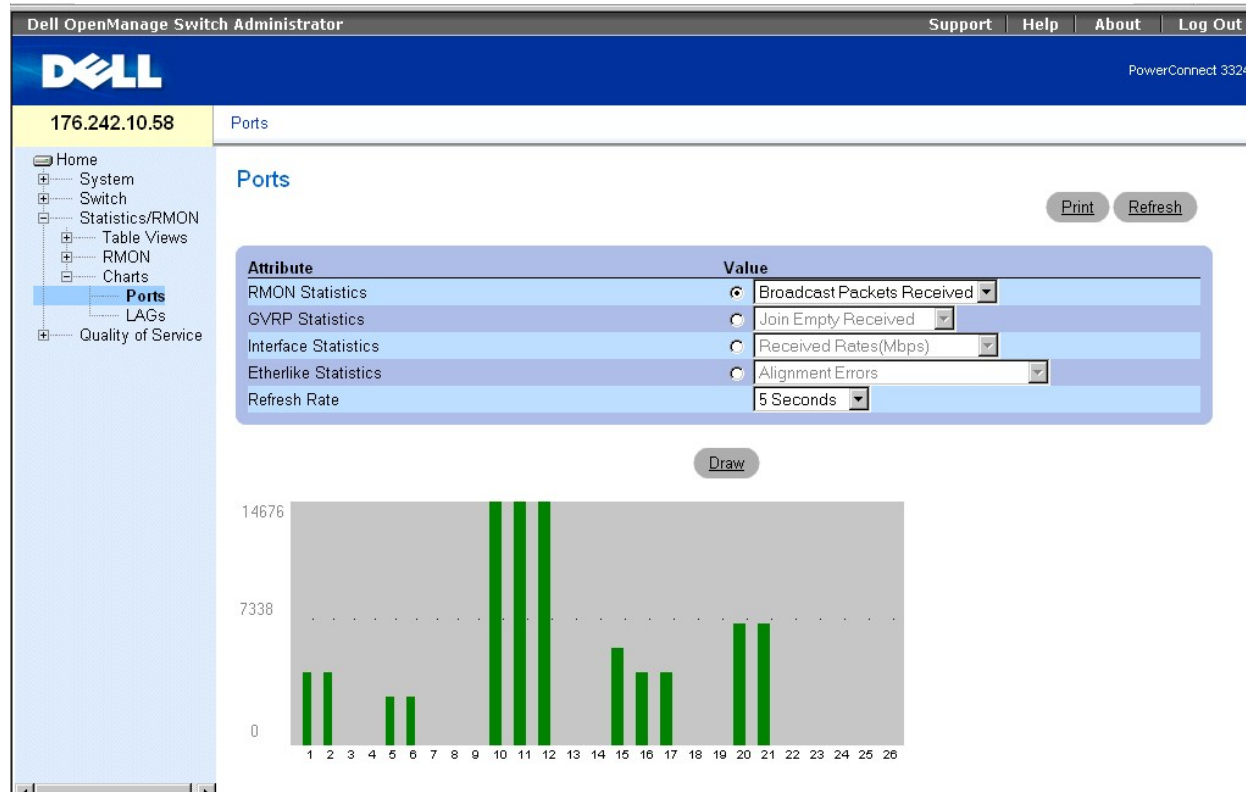 Dell OpenManage Switch Administrator Support Help About Log Out
DELL
PowerConnect 3324
176.242.10.58
Ports
Home
System
Switch
Statistics/RMON
Table Views
RMON
Charts
Ports
LAGs
Quality of Service
Ports
Print Refresh
Attribute Value
RMON Statistics Broadcast Packets Received
GVRP Statistics Join Empty Received
Interface Statistics Received Rates(Mbps)
Etherlike Statistics Alignment Errors
Refresh Rate 5 Seconds
Draw
14676
7338
0
1 2 3 4 5 6 7 8 9 10 11 12 13 14 15 16 17 18 19 20 21 22 23 24 25 26